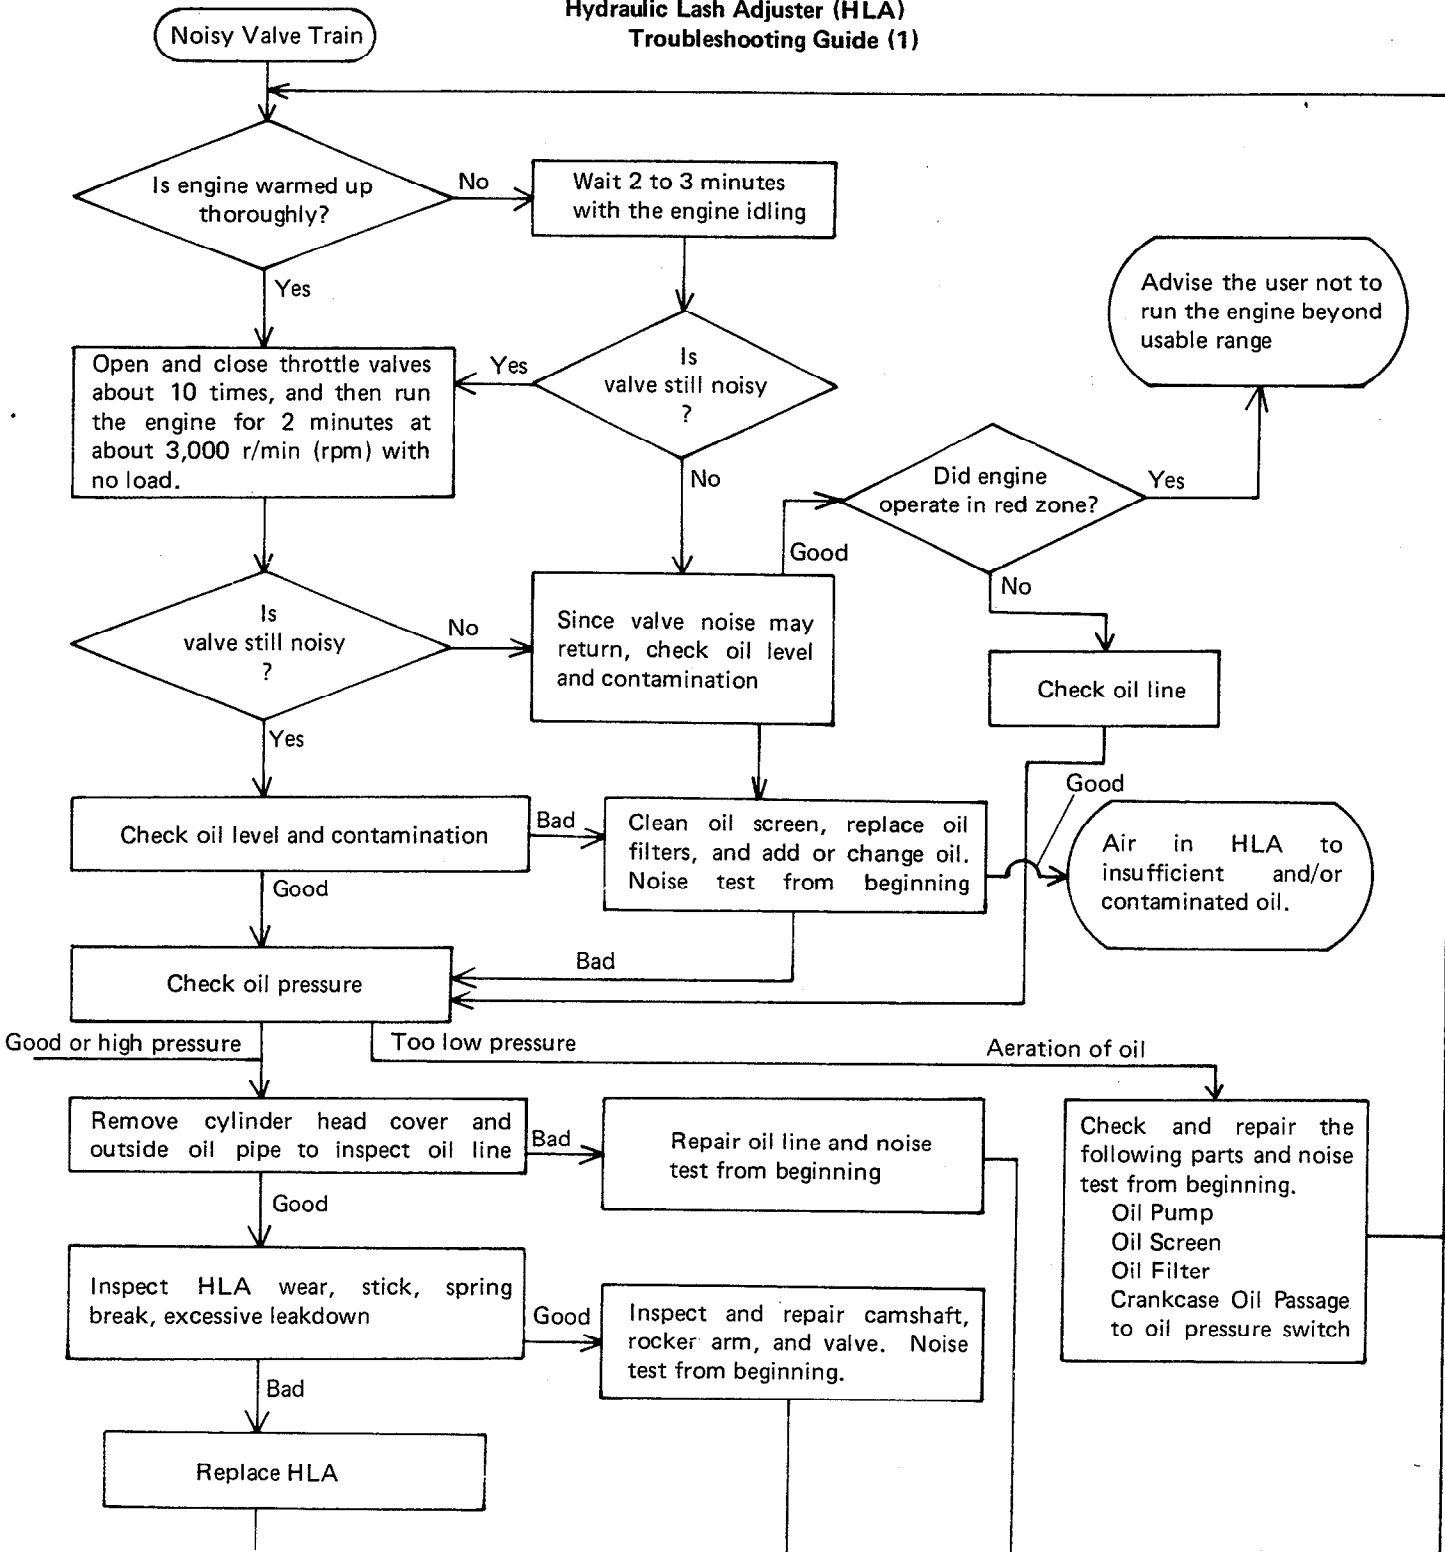 Hydraulic Lash Adjuster (HLA)
Troubleshooting Guide (1)
Noisy Valve Train
Is engine warmed up
thoroughly?
No
Wait 2 to 3 minutes
with the engine idling
Yes
Advise the user not to
run the engine beyond
usable range
Open and close throttle valves
about 10 times, and then run
the engine for 2 minutes at
about 3,000 r/min (rpm) with
no load.
Yes
Is
valve still noisy
?
No
Did engine
operate in red zone?
Yes
Good
No
Is
valve still noisy
?
No
Since valve noise may
return, check oil level
and contamination
Check oil line
Yes
Good
Check oil level and contamination
Bad
Clean oil screen, replace oil
filters, and add or change oil.
Noise test from beginning
Air in HLA to
insufficient and/or
contaminated oil.
Good
Bad
Check oil pressure
Good or high pressure
Too low pressure
Aeration of oil
Remove cylinder head cover and
outside oil pipe to inspect oil line
Bad
Repair oil line and noise
test from beginning
Check and repair the
following parts and noise
test from beginning.
Oil Pump
Oil Screen
Oil Filter
Crankcase Oil Passage
to oil pressure switch
Good
Inspect HLA wear, stick, spring
break, excessive leakdown
Good
Inspect and repair camshaft,
rocker arm, and valve. Noise
test from beginning.
Bad
Replace HLA